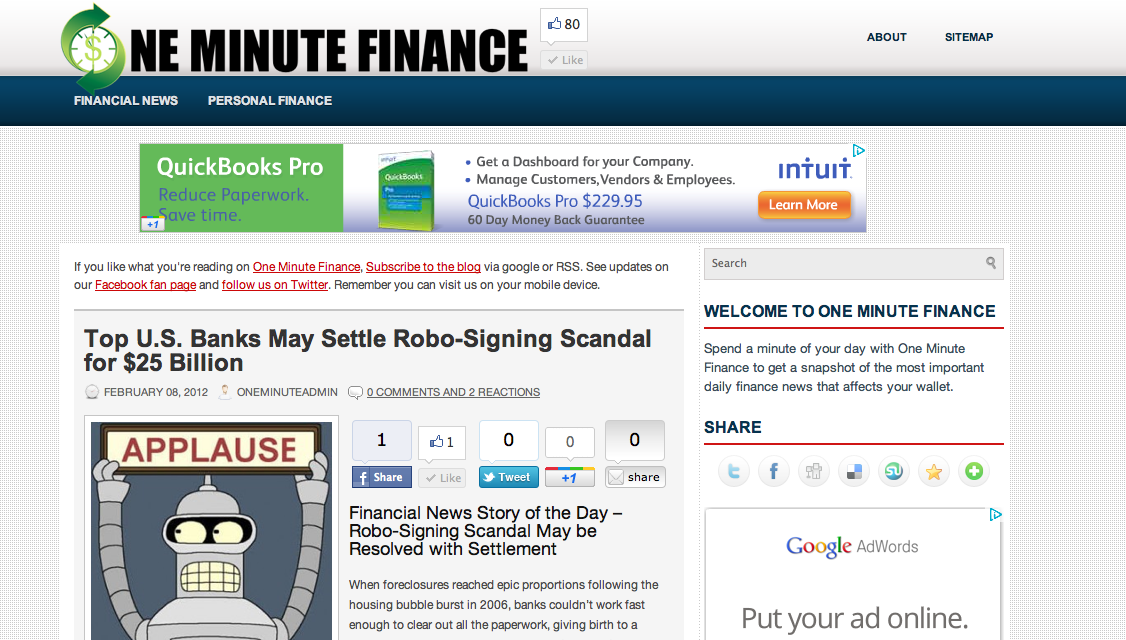 NE MINUTE FINANCE
80
Like
ABOUT
SITEMAP
FINANCIAL NEWS
PERSONAL FINANCE
QuickBooks Pro
Reduce Paperwork.
Save time.
+1
intuit
QuickBooks
Pro
• Get a Dashboard for your Company.
• Manage Customers,Vendors & Employees.
QuickBooks Pro $229.95
60 Day Money Back Guarantee
intuit.
Learn More
If you like what you're reading on One Minute Finance, Subscribe to the blog via google or RSS. See updates on
our Facebook fan page and follow us on Twitter. Remember you can visit us on your mobile device.
Top U.S. Banks May Settle Robo-Signing Scandal
for $25 Billion
FEBRUARY 08, 2012 ONEMINUTEADMIN 0 COMMENTS AND 2 REACTIONS
APPLAUSE
1
1
0
0
0
Share
Like
Tweet
+1
share
Financial News Story of the Day –
Robo-Signing Scandal May be
Resolved with Settlement
When foreclosures reached epic proportions following the
housing bubble burst in 2006, banks couldn't work fast
enough to clear out all the paperwork, giving birth to a
Search
WELCOME TO ONE MINUTE FINANCE
Spend a minute of your day with One Minute
Finance to get a snapshot of the most important
daily finance news that affects your wallet.
SHARE
Google AdWords
Put your ad online.